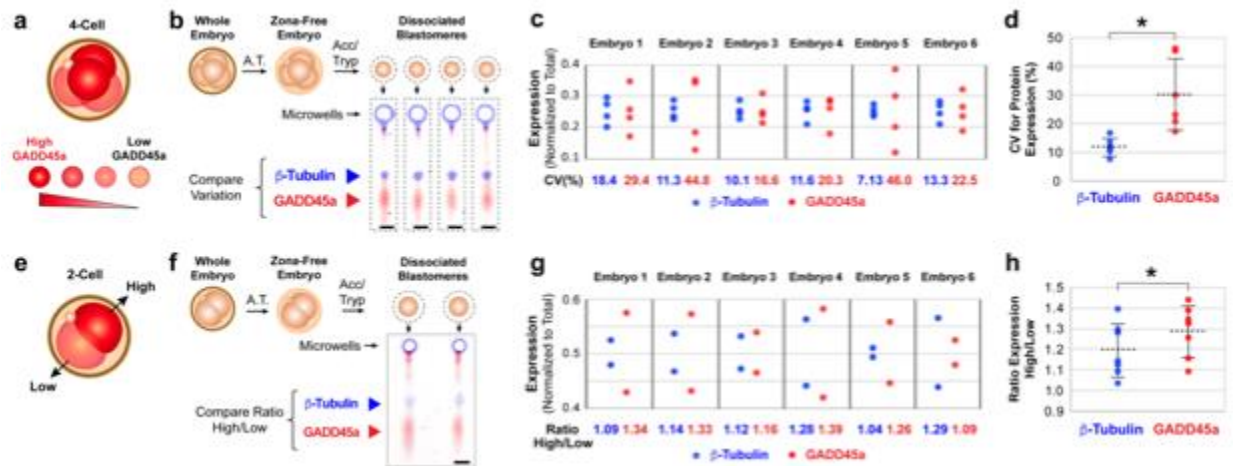 a
4-Cell
High
GADD45a
Low
GADD45a
b
Whole
Embryo
A.T.
Zona-Free
Embryo
Acc/
Tryp
Dissociated
Blastomeres
Microwells
Compare
Variation
β-Tubulin
GADD45a
c
Embryo 1 Embryo 2 Embryo 3 Embryo 4 Embryo 5 Embryo 6
Expression
(Normalized to Total)
0.4
0.3
0.2
0.1
CV(%) 18.4 29.4 11.3 44.8 10.1 16.6 11.6 20.3 7.13 46.0 13.3 22.5
β-Tubulin GADD45a
d
*
CV for Protein
Expression (%)
50
40
30
20
10
0
β-Tubulin GADD45a
e
2-Cell
High
Low
f
Whole
Embryo
A.T.
Zona-Free
Embryo
Acc/
Tryp
Dissociated
Blastomeres
Microwells
Compare Ratio
High/Low
β-Tubulin
GADD45a
g
Embryo 1 Embryo 2 Embryo 3 Embryo 4 Embryo 5 Embryo 6
Expression
(Normalized to Total)
0.6
0.5
0.4
Ratio
High/Low
1.09 1.34 1.14 1.33 1.12 1.16 1.28 1.39 1.04 1.26 1.29 1.09
β-Tubulin GADD45a
h
*
Ratio Expression
High/Low
1.5
1.4
1.3
1.2
1.1
1.0
0.9
β-Tubulin GADD45a